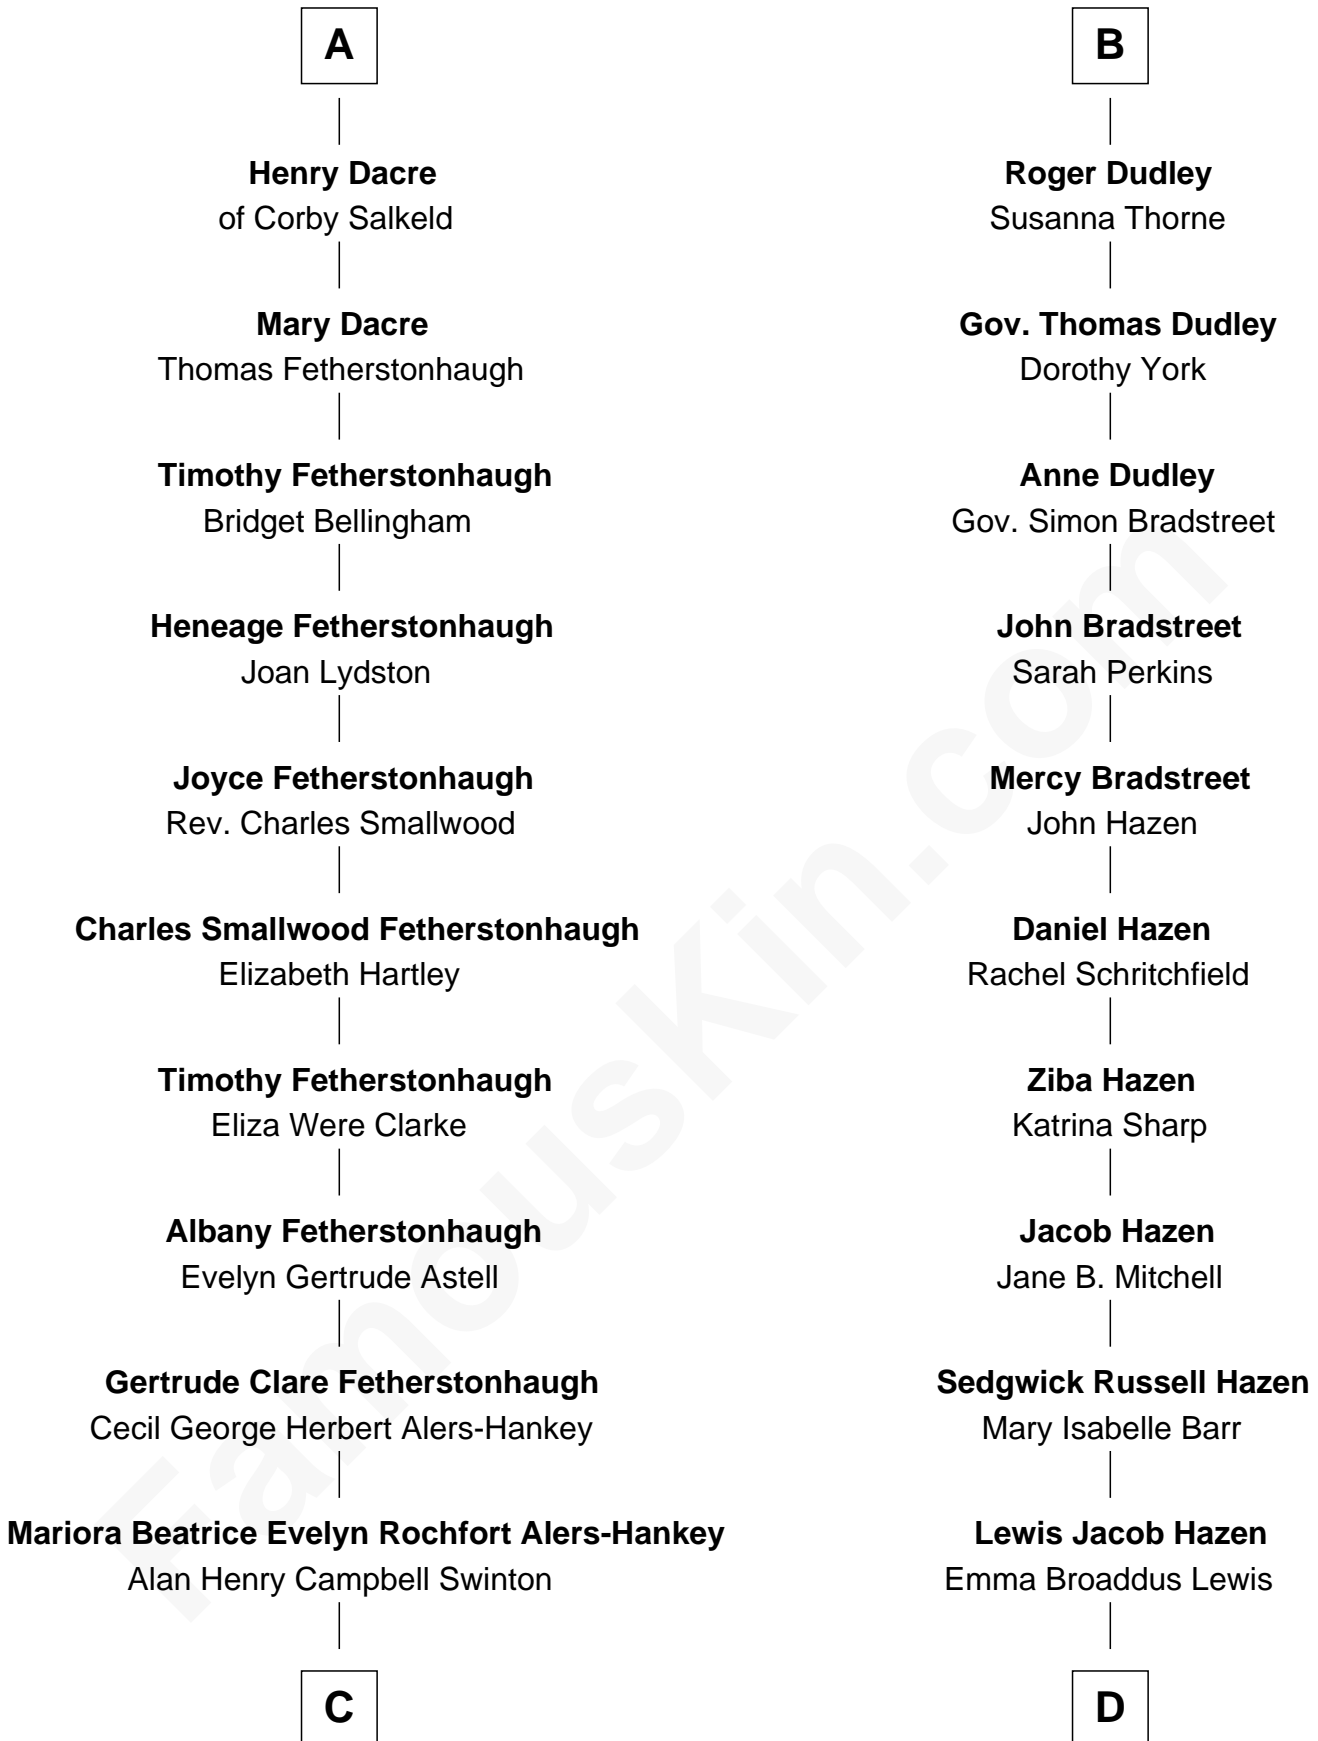 A
Henry Dacre
of Corby Salkeld
Mary Dacre
Thomas Fetherstonhaugh
Timothy Fetherstonhaugh
Bridget Bellingham
Heneage Fetherstonhaugh
Joan Lydston
Joyce Fetherstonhaugh
Rev. Charles Smallwood
Charles Smallwood Fetherstonhaugh
Elizabeth Hartley
Timothy Fetherstonhaugh
Eliza Were Clarke
Albany Fetherstonhaugh
Evelyn Gertrude Astell
Gertrude Clare Fetherstonhaugh
Cecil George Herbert Alers-Hankey
Mariora Beatrice Evelyn Rochfort Alers-Hankey
Alan Henry Campbell Swinton
C
B
Roger Dudley
Susanna Thorne
Gov. Thomas Dudley
Dorothy York
Anne Dudley
Gov. Simon Bradstreet
John Bradstreet
Sarah Perkins
Mercy Bradstreet
John Hazen
Daniel Hazen
Rachel Schritchfield
Ziba Hazen
Katrina Sharp
Jacob Hazen
Jane B. Mitchell
Sedgwick Russell Hazen
Mary Isabelle Barr
Lewis Jacob Hazen
Emma Broaddus Lewis
D
FamousKin.com